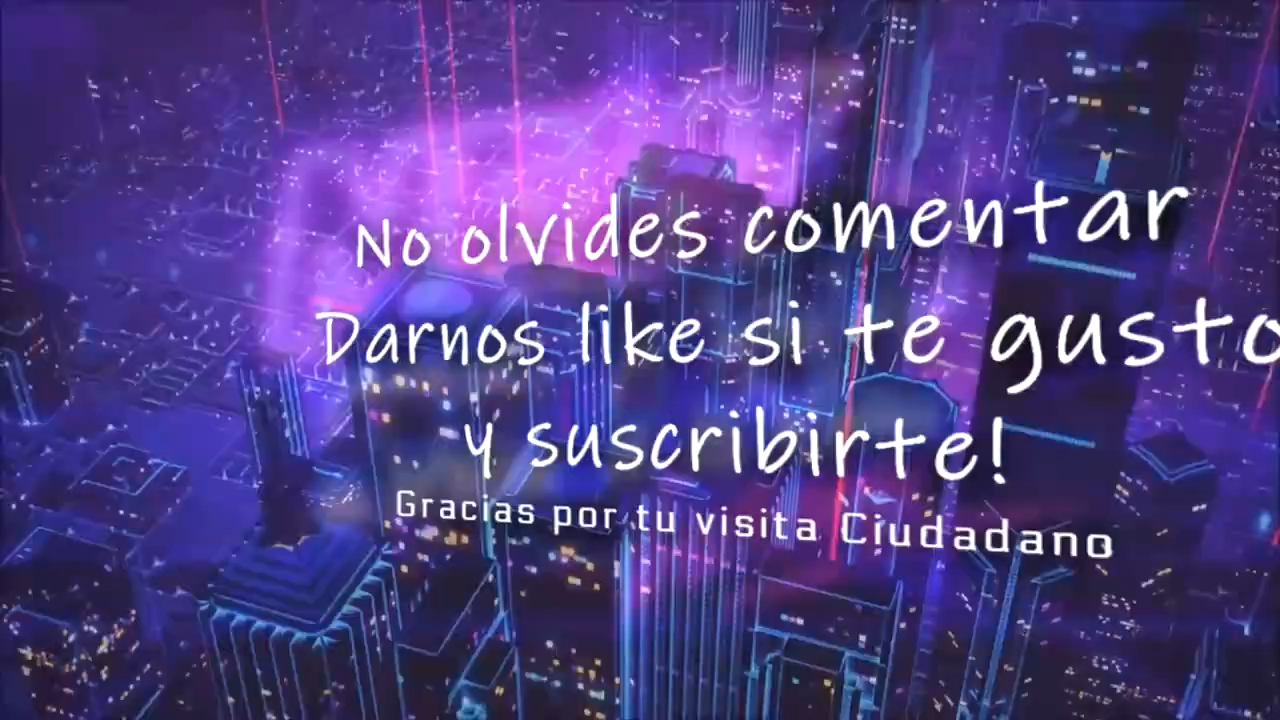 No olvides comentar
Darnos like si te gusto
y suscribirte!
Gracias por tu visita Ciudadano